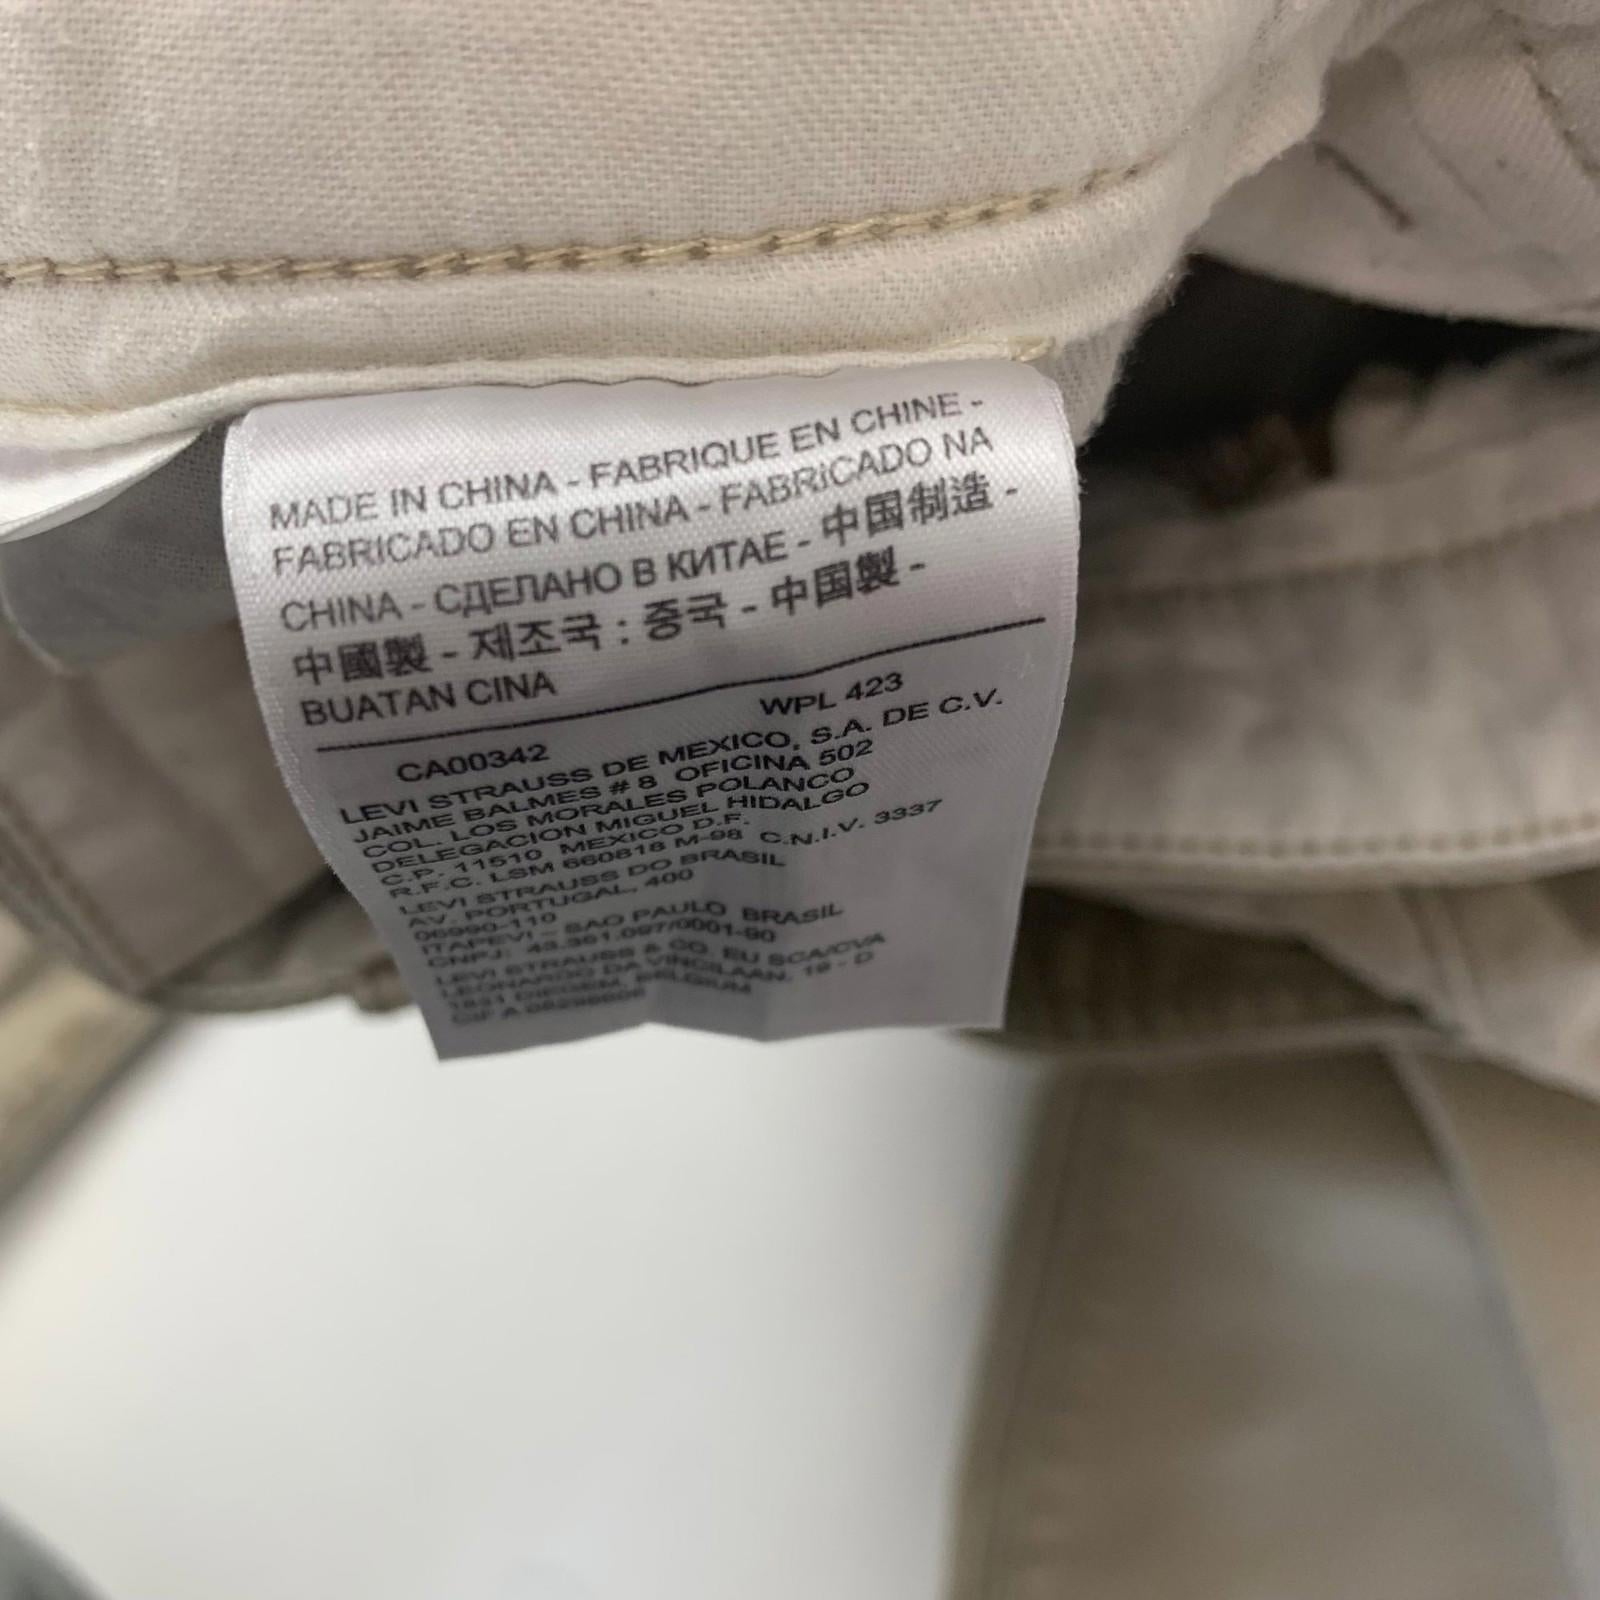 MADE IN CHINA - FABRIQUE EN CHINE -
FABRICADO EN CHINA - FABRICADO NA
CHINA - СДЕЛАНО В КИТАЕ - 中国制造 -
中國製 - 제조국 : 중국 - 中国製 -
BUATAN CINA
CA00342 WPL 423
LEVI STRAUSS DE MEXICO, S.A. DE C.V.
JAIME BALMES # 8 OFICINA 502
COL. LOS MORALES POLANCO
DELEGACION MIGUEL HIDALGO
C.P. 11510 MEXICO D.F.
R.F.C. LSM 660818 M-98 C.N.I.V. 3337
LEVI STRAUSS DO BRASIL
AV. PORTUGAL, 400
06990-110
ITAPEVI - SAO PAULO BRASIL
CNPJ: 43.361.097/0001-90
LEVI STRAUSS & CO. EU SCA/CVA
LEONARDO DA VINCILAAN, 19 - D
1831 DIEGEM, BELGIUM
CIF A